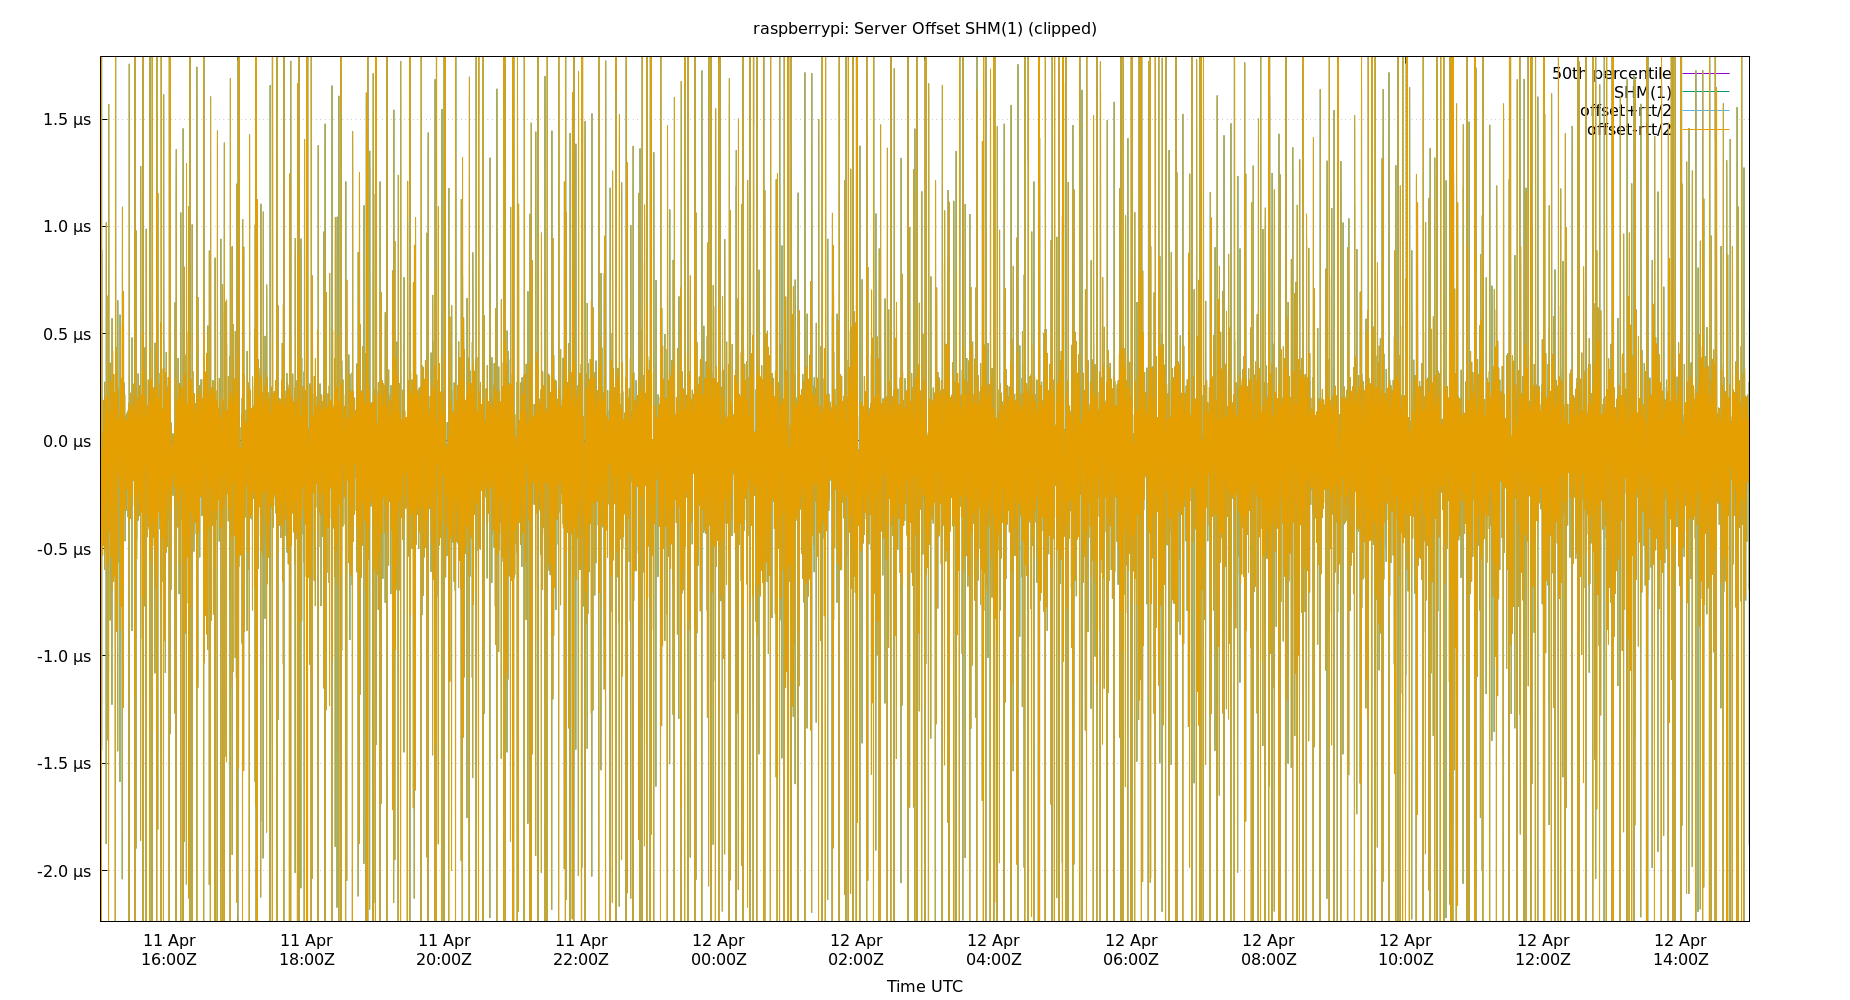 raspberrypi: Server Offset SHM(1) (clipped)
50th percentile
SHM(1)
offset+rtt/2
offset-rtt/2
1.5 µs
1.0 µs
0.5 µs
0.0 µs
-0.5 µs
-1.0 µs
-1.5 µs
-2.0 µs
11 Apr 11 Apr 11 Apr 11 Apr 12 Apr 12 Apr 12 Apr 12 Apr 12 Apr 12 Apr 12 Apr 12 Apr
16:00Z 18:00Z 20:00Z 22:00Z 00:00Z 02:00Z 04:00Z 06:00Z 08:00Z 10:00Z 12:00Z 14:00Z
Time UTC